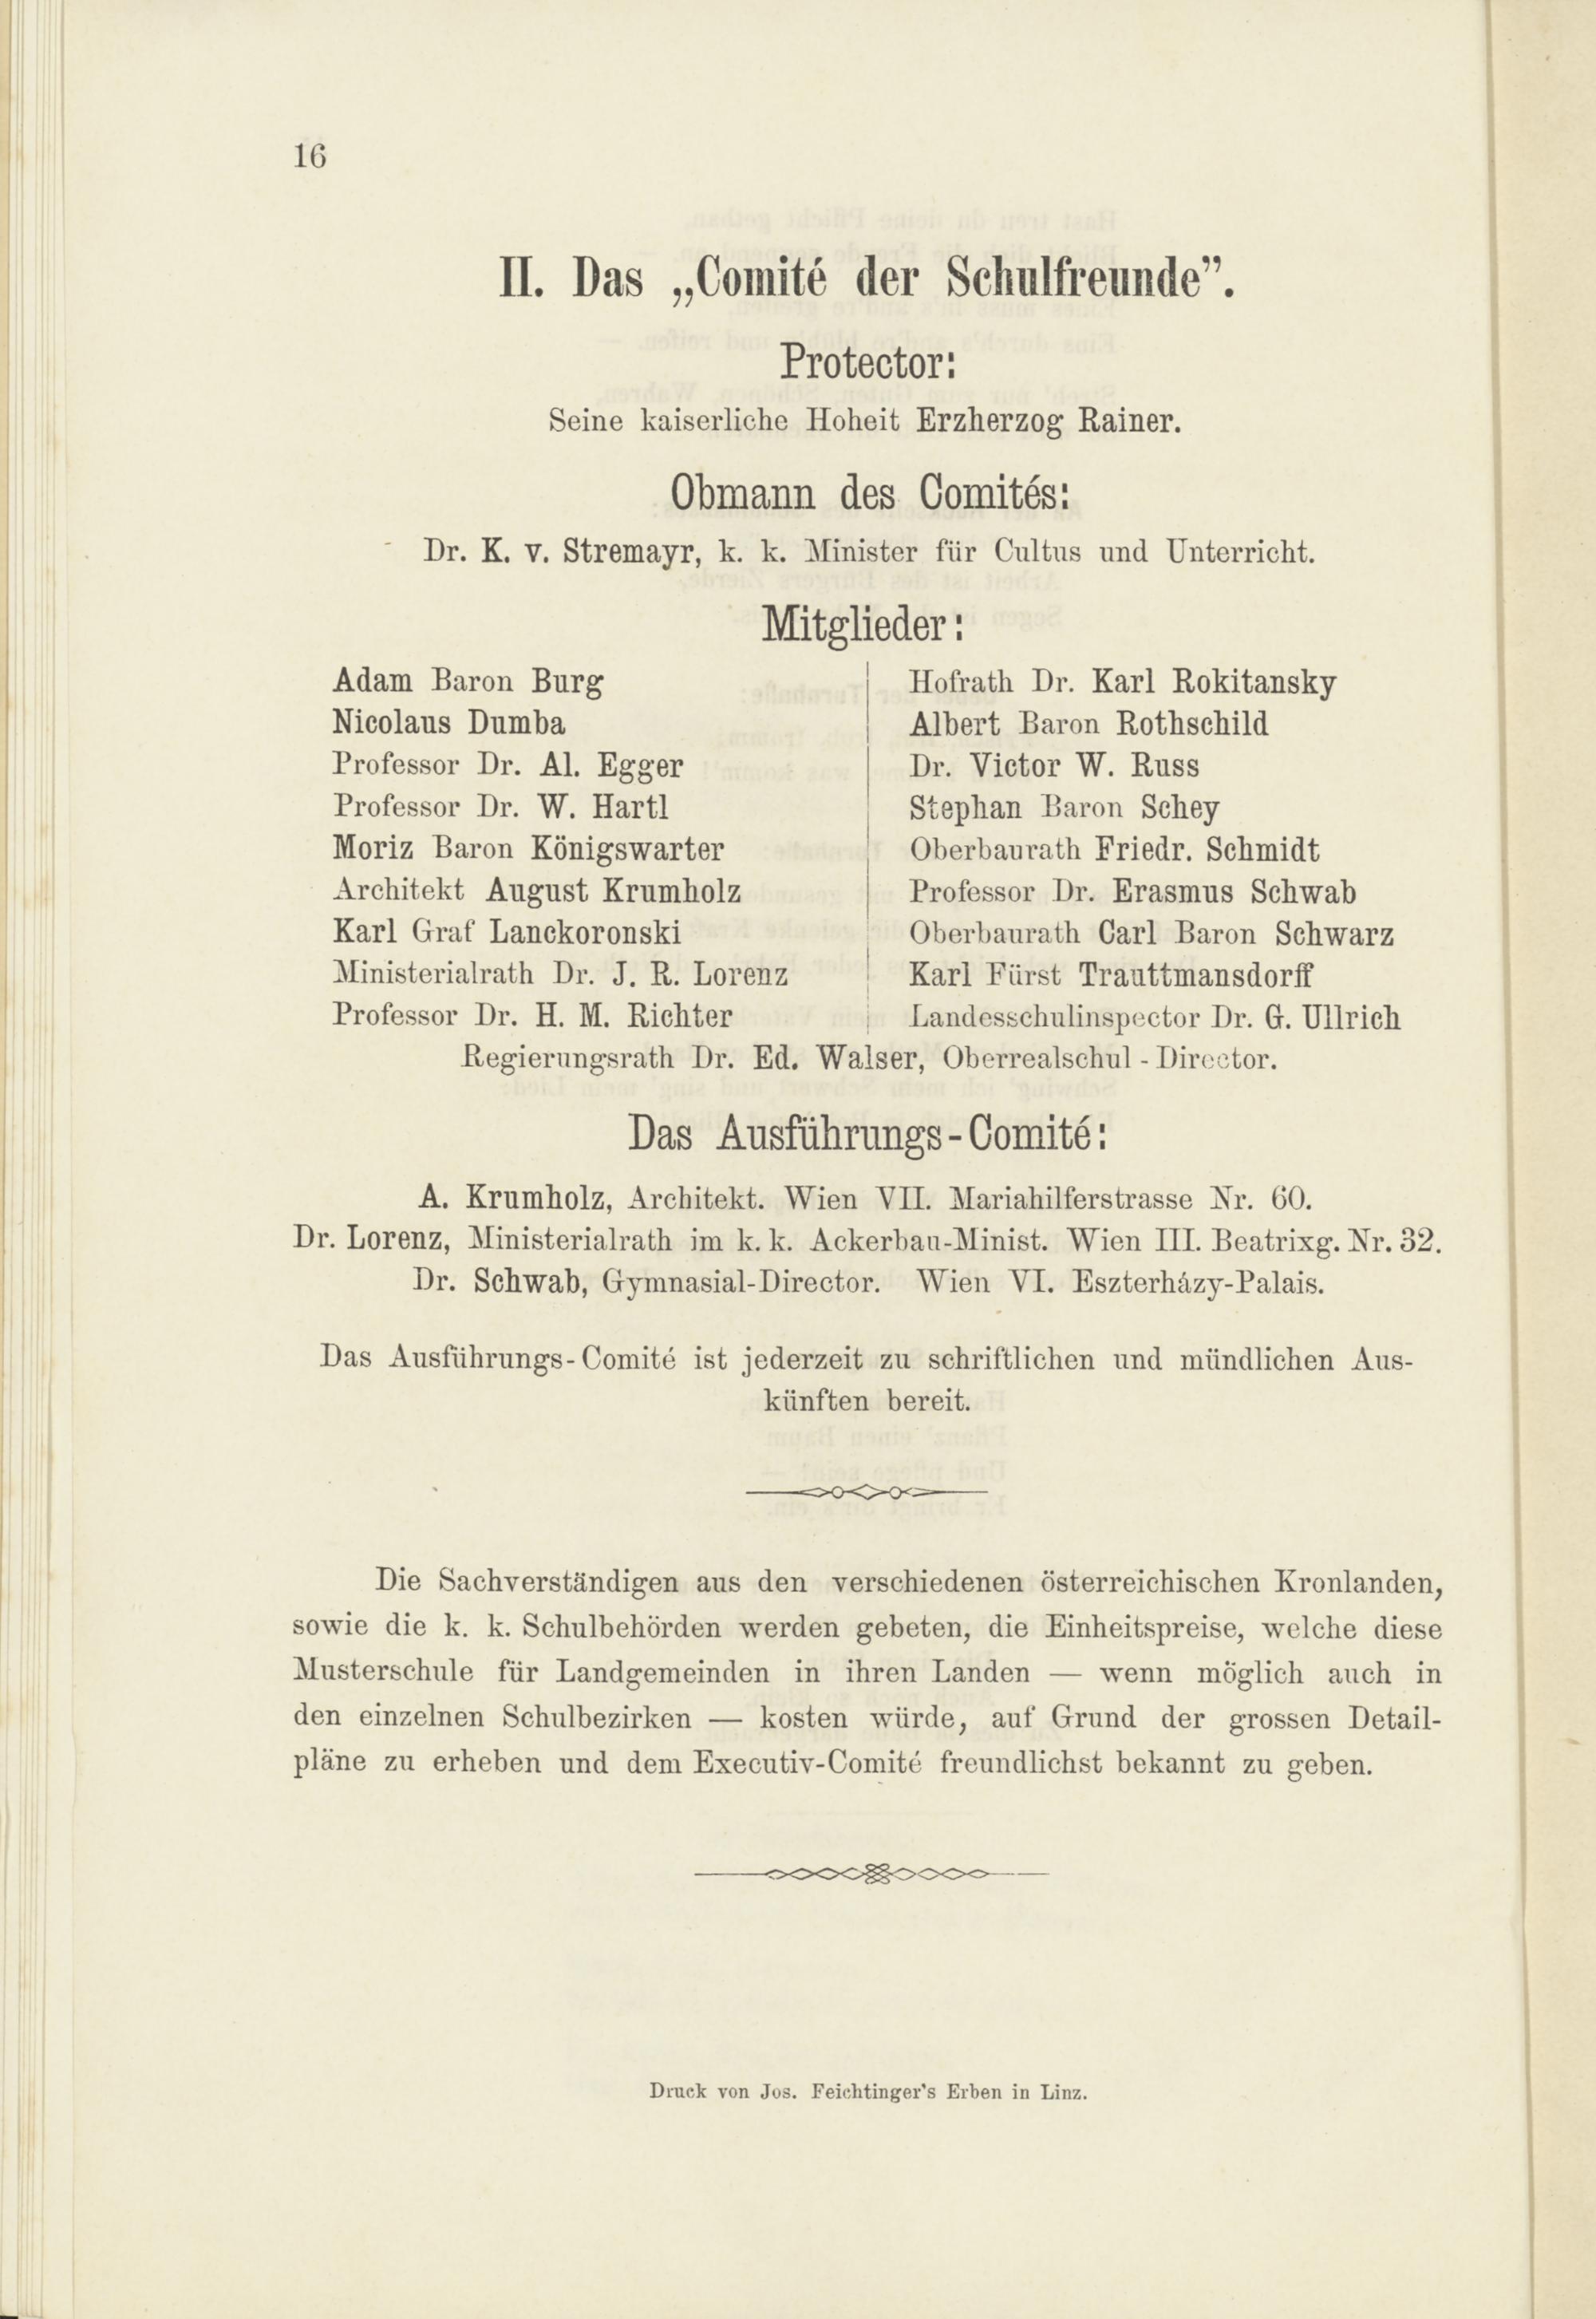 16
II. Das „Comité der Schulfreunde”.
Protector:
Seine kaiserliche Hoheit Erzherzog Rainer.
Obmann des Comités:
Dr. K. v. Stremayr, k. k. Minister für Cultus und Unterricht.
Mitglieder:
Adam Baron Burg
Nicolaus Dumba
Professor Dr. Al. Egger
Professor Dr. W. Hartl
Moriz Baron Königswarter
Architekt August Krumholz
Karl Graf Lanckoronski
Ministerialrath Dr. J. R. Lorenz
Professor Dr. H. M. Richter
Hofrath Dr. Karl Rokitansky
Albert Baron Rothschild
Dr. Victor W. Russ
Stephan Baron Schey
Oberbaurath Friedr. Schmidt
Professor Dr. Erasmus Schwab
Oberbaurath Carl Baron Schwarz
Karl Fürst Trauttmansdorff
Landesschulinspector Dr. G. Ullrich
Regierungsrath Dr. Ed. Walser, Oberrealschul-Director.
Das Ausführungs-Comité:
A. Krumholz, Architekt. Wien VII. Mariahilferstrasse Nr. 60.
Dr. Lorenz, Ministerialrath im k. k. Ackerbau-Minist. Wien III. Beatrixg. Nr. 32.
Dr. Schwab, Gymnasial-Director. Wien VI. Eszterházy-Palais.
Das Ausführungs-Comité ist jederzeit zu schriftlichen und mündlichen Aus-
künften bereit.
Die Sachverständigen aus den verschiedenen österreichischen Kronlanden,
sowie die k. k. Schulbehörden werden gebeten, die Einheitspreise, welche diese
Musterschule für Landgemeinden in ihren Landen — wenn möglich auch in
den einzelnen Schulbezirken — kosten würde, auf Grund der grossen Detail-
pläne zu erheben und dem Executiv-Comité freundlichst bekannt zu geben.
Druck von Jos. Feichtinger's Erben in Linz.